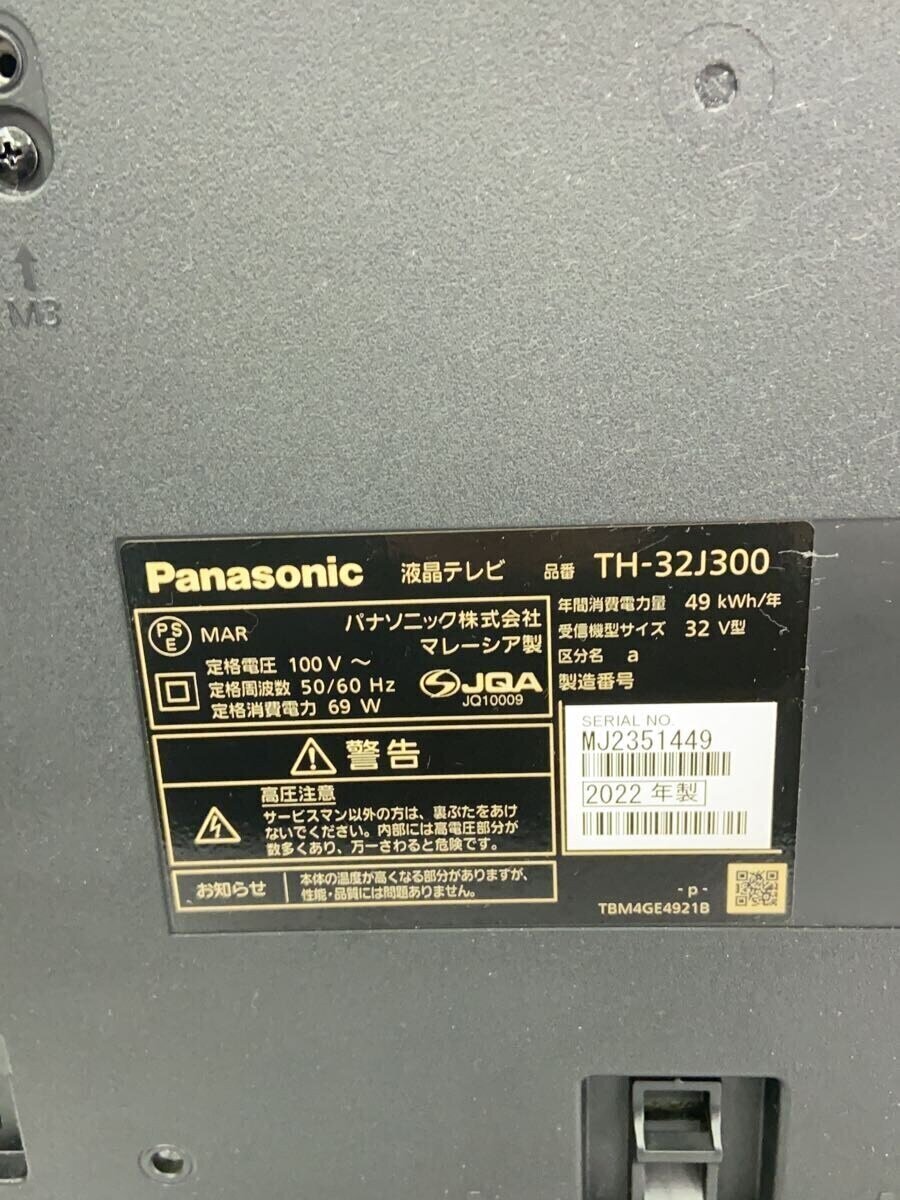 M3
Panasonic 液晶テレビ 品番 TH-32J300
PSE MAR パナソニック株式会社
マレーシア製
定格電圧 100 V ～
定格周波数 50/60 Hz
定格消費電力 69 W
JQA
JQ10009
年間消費電力量 49 kWh/年
受信機型サイズ 32 V型
区分名 a
製造番号
SERIAL NO.
MJ2351449
2022 年製
警告
高圧注意
サービスマン以外の方は、裏ぶたをあけ
ないでください。内部には高電圧部分が
数多くあり、万一さわると危険です。
お知らせ
本体の温度が高くなる部分がありますが、
性能・品質には問題ありません。
- p -
TBM4GE4921B